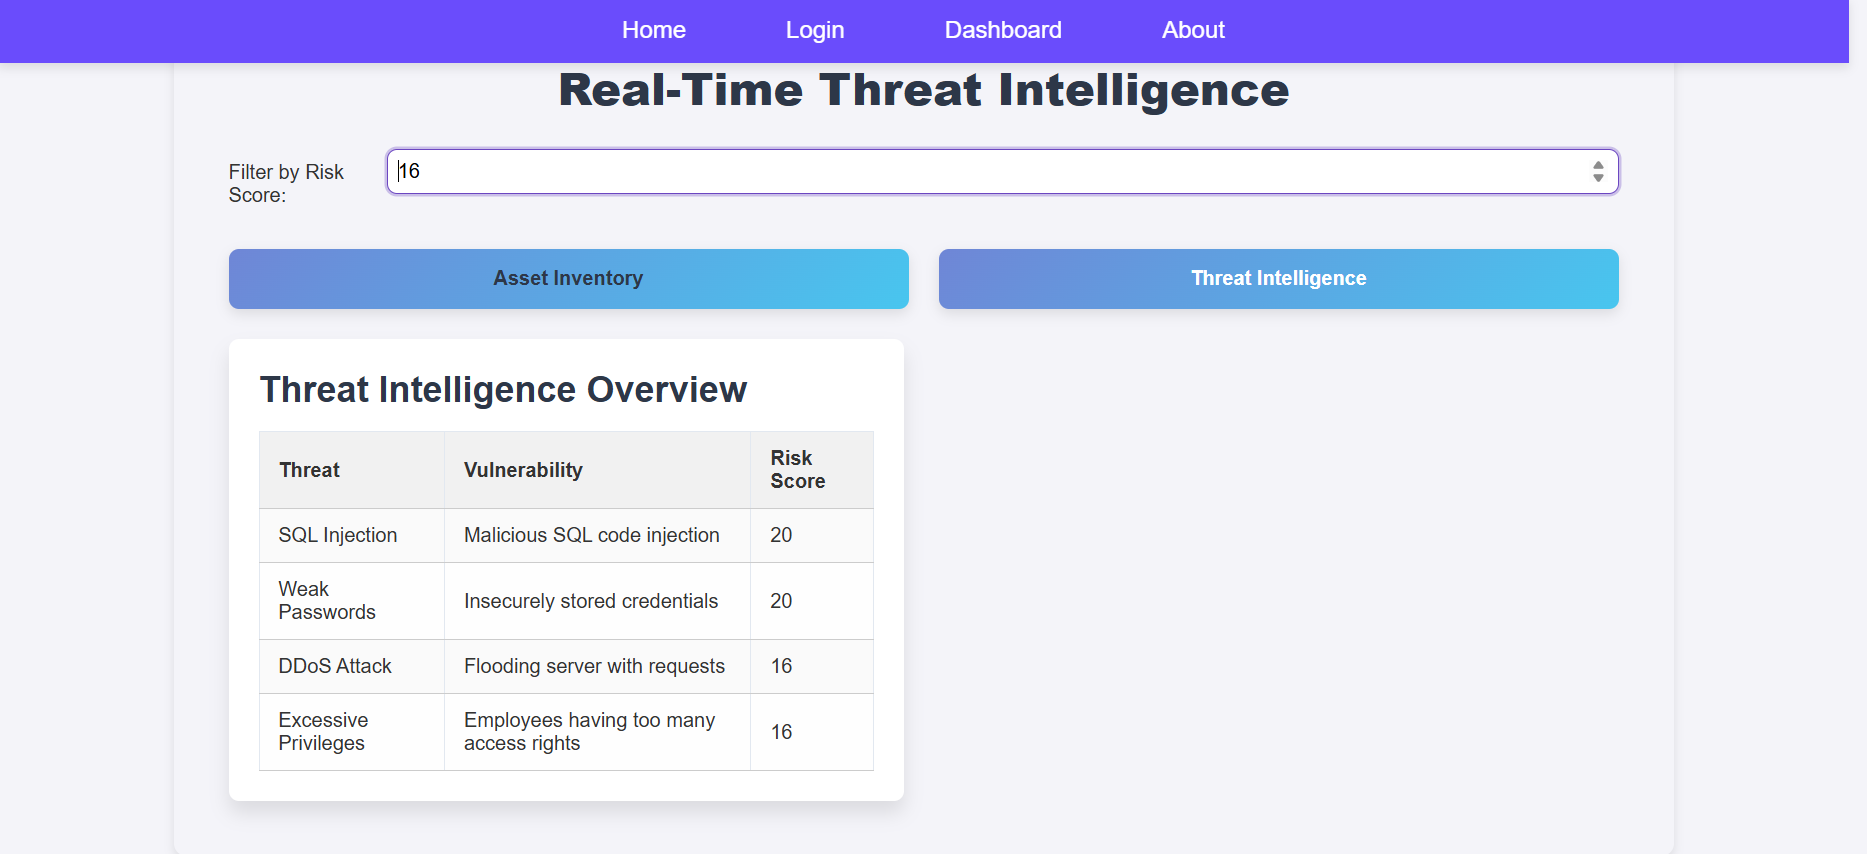 Home Login Dashboard About
Real-Time Threat Intelligence
Filter by Risk
Score:
16
Asset Inventory
Threat Intelligence
Threat Intelligence Overview
Threat Vulnerability Risk
Score
SQL Injection Malicious SQL code injection 20
Weak
Passwords Insecurely stored credentials 20
DDoS Attack Flooding server with requests 16
Excessive
Privileges Employees having too many
access rights 16